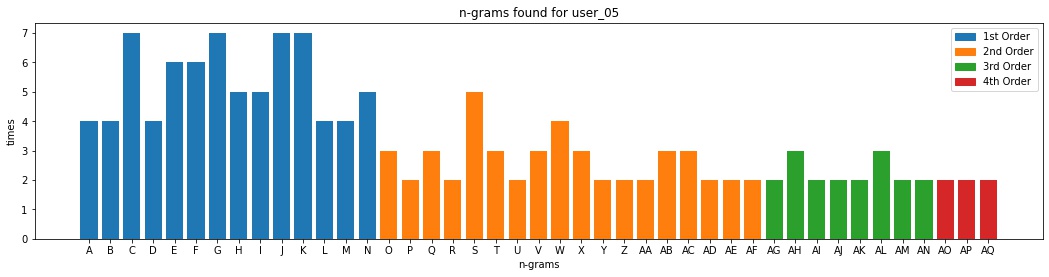 n-grams found for user_05
7
6
5
4
3
2
1
0
times
1st Order
2nd Order
3rd Order
4th Order
A B C D E F G H I J K L M N O P Q R S T U V W X Y Z AA AB AC AD AE AF AG AH AI AJ AK AL AM AN AO AP AQ
n-grams